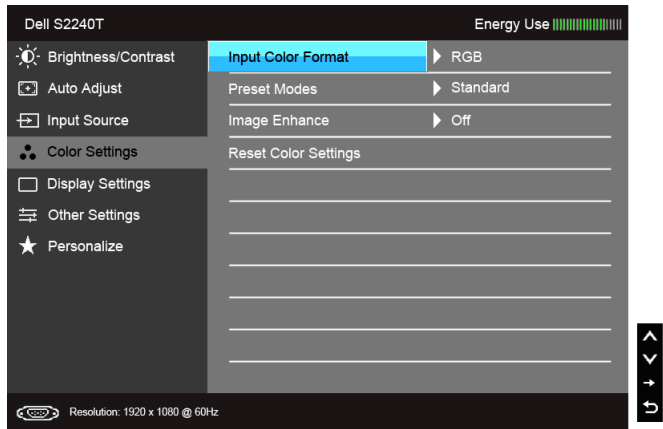 Dell S2240T
Energy Use
Brightness/Contrast
Auto Adjust
Input Source
Color Settings
Display Settings
Other Settings
Personalize
Input Color Format RGB
Preset Modes Standard
Image Enhance Off
Reset Color Settings
Resolution: 1920 x 1080 @ 60Hz